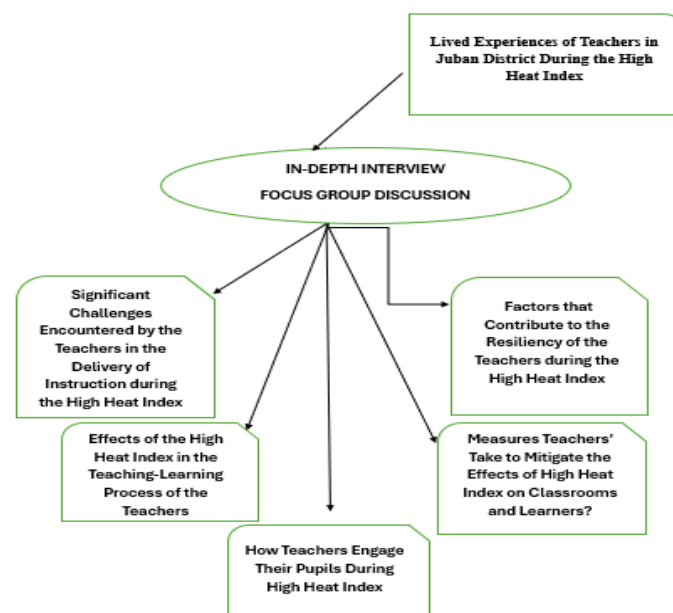 Lived Experiences of Teachers in
Juban District During the High
Heat Index
IN-DEPTH INTERVIEW
FOCUS GROUP DISCUSSION
Significant
Challenges
Encountered by the
Teachers in the
Delivery of
Instruction during
the High Heat Index
Factors that
Contribute to the
Resiliency of the
Teachers during the
High Heat Index
Effects of the High
Heat Index in the
Teaching-Learning
Process of the
Teachers
Measures Teachers’
Take to Mitigate the
Effects of High Heat
Index on Classrooms
and Learners?
How Teachers Engage
Their Pupils During
High Heat Index